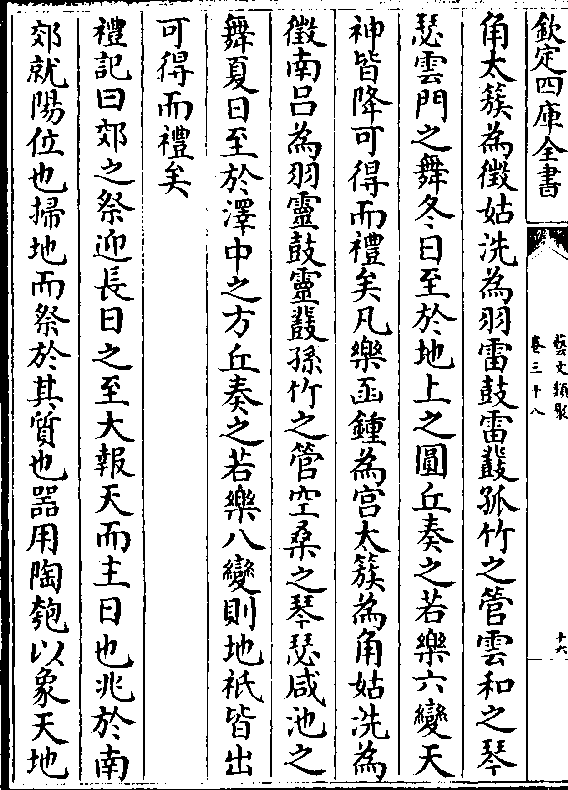 欽定四庫全書
藝文類聚
卷三十八
十六
角太簇為徵姑洗為羽雷鼓雷鼗孤竹之管雲和之琴
瑟雲門之舞冬日至於地上之圓丘奏之若樂六變天
神皆降可得而禮矣凡樂函鍾為宮太簇為角姑洗為
徵南呂為羽靈鼓靈鼗孫竹之管空桑之琴瑟咸池之
舞夏日至於澤中之方丘奏之若樂八變則地祇皆出
可得而禮矣
禮記曰郊之祭迎長日之至大報天而主日也兆於南
郊就陽位也掃地而祭於其質也器用陶匏以象天地